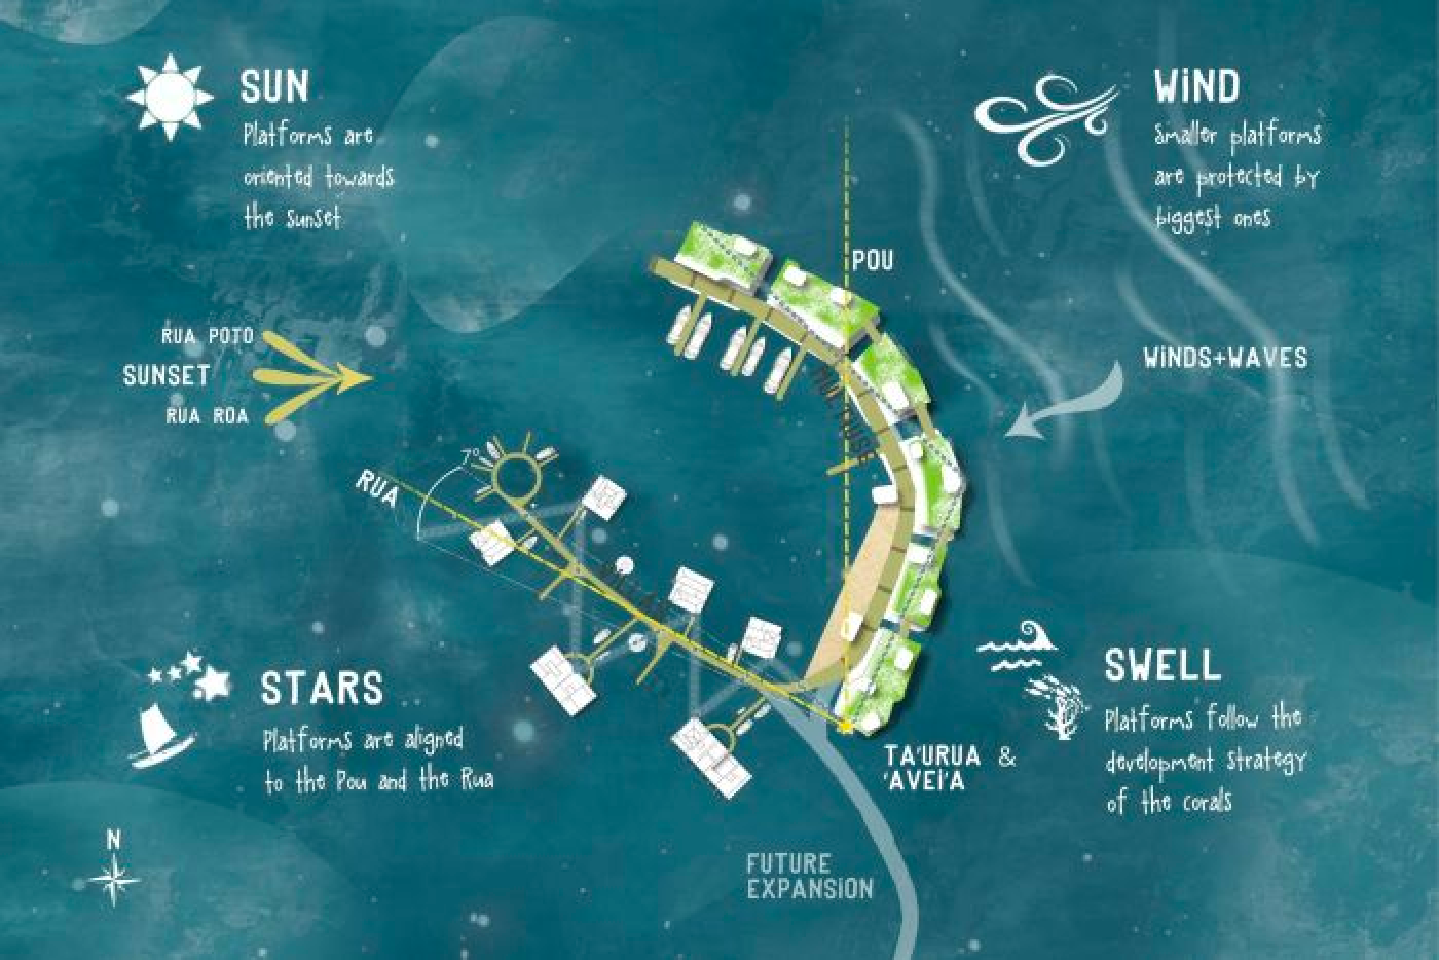 SUN
Platforms are
oriented towards
the sunset
WiND
Smaller platforms
are protected by
biggest ones
POU
RUA POTO
SUNSET
RUA ROA
WiNDS+WAVES
7°
RUA
STARS
Platforms are aligned
to the Pou and the Rua
SWELL
Platforms follow the
development strategy
of the corals
TA'URUA &
'AVEi'A
N
FUTURE
EXPANSiON